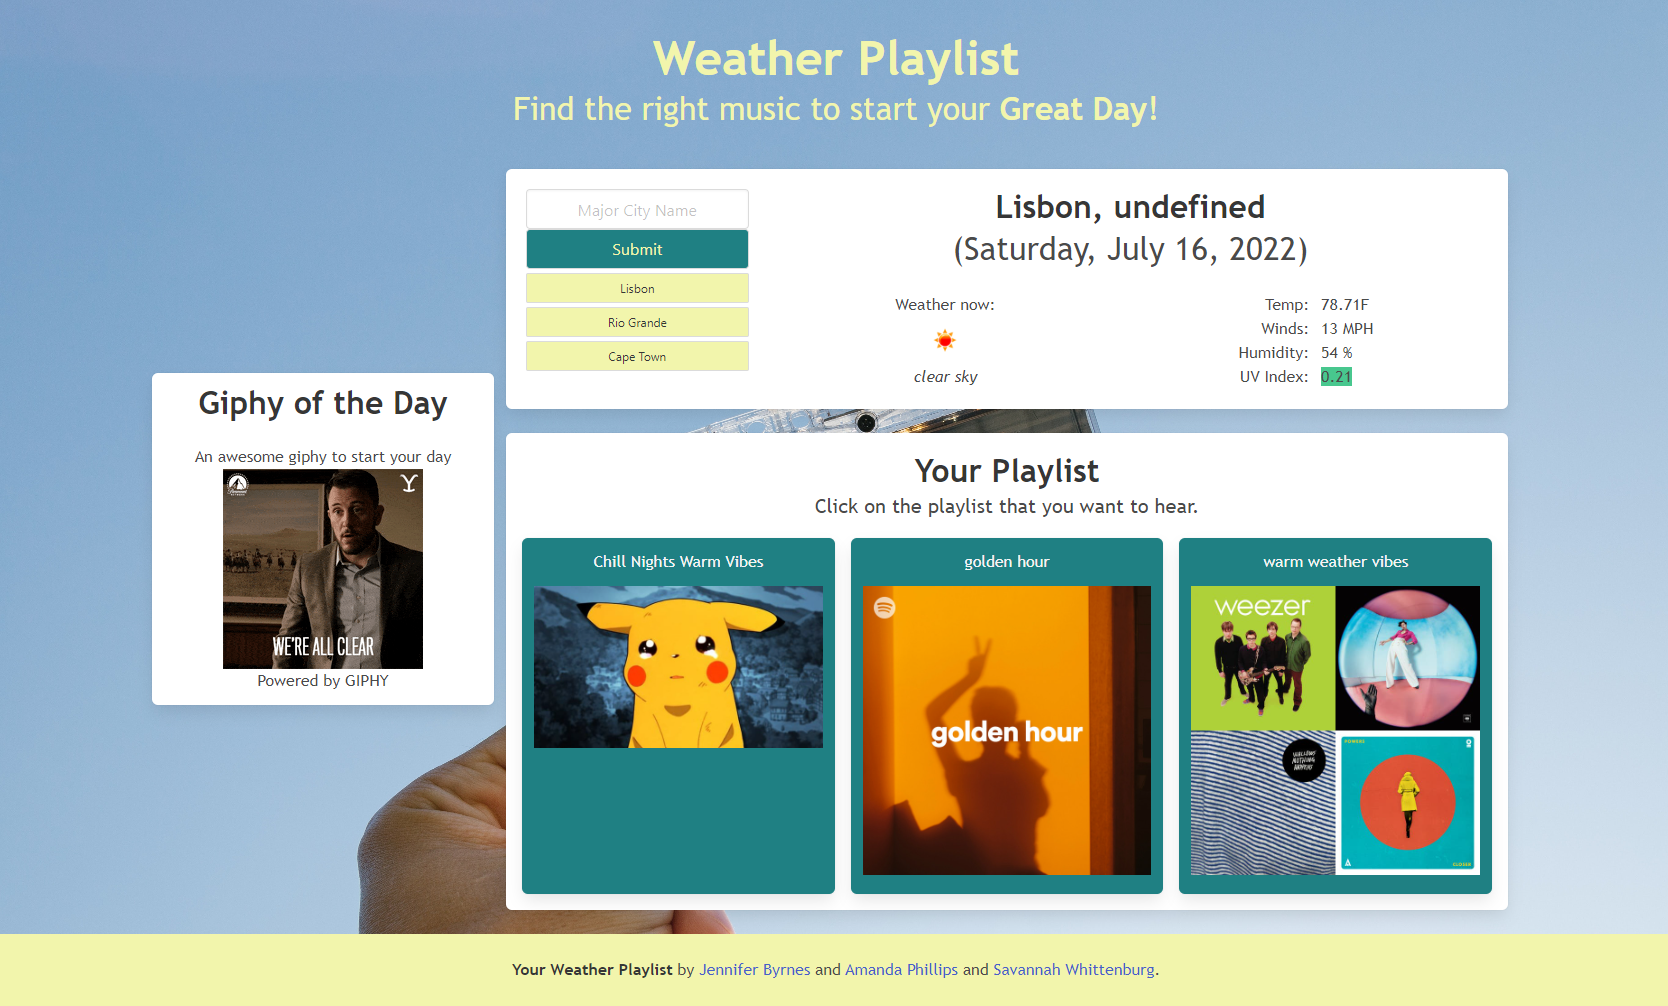 Weather Playlist
Find the right music to start your Great Day!
Major City Name
Submit
Lisbon
Rio Grande
Cape Town
Lisbon, undefined
(Saturday, July 16, 2022)
Weather now:
clear sky
Temp: 78.71F
Winds: 13 MPH
Humidity: 54 %
UV Index: 0.21
Giphy of the Day
An awesome giphy to start your day
Y
WE'RE ALL CLEAR
Powered by GIPHY
Your Playlist
Click on the playlist that you want to hear.
Chill Nights Warm Vibes
golden hour
golden hour
warm weather vibes
weezer
CLOSER
Your Weather Playlist by Jennifer Byrnes and Amanda Phillips and Savannah Whittenburg.